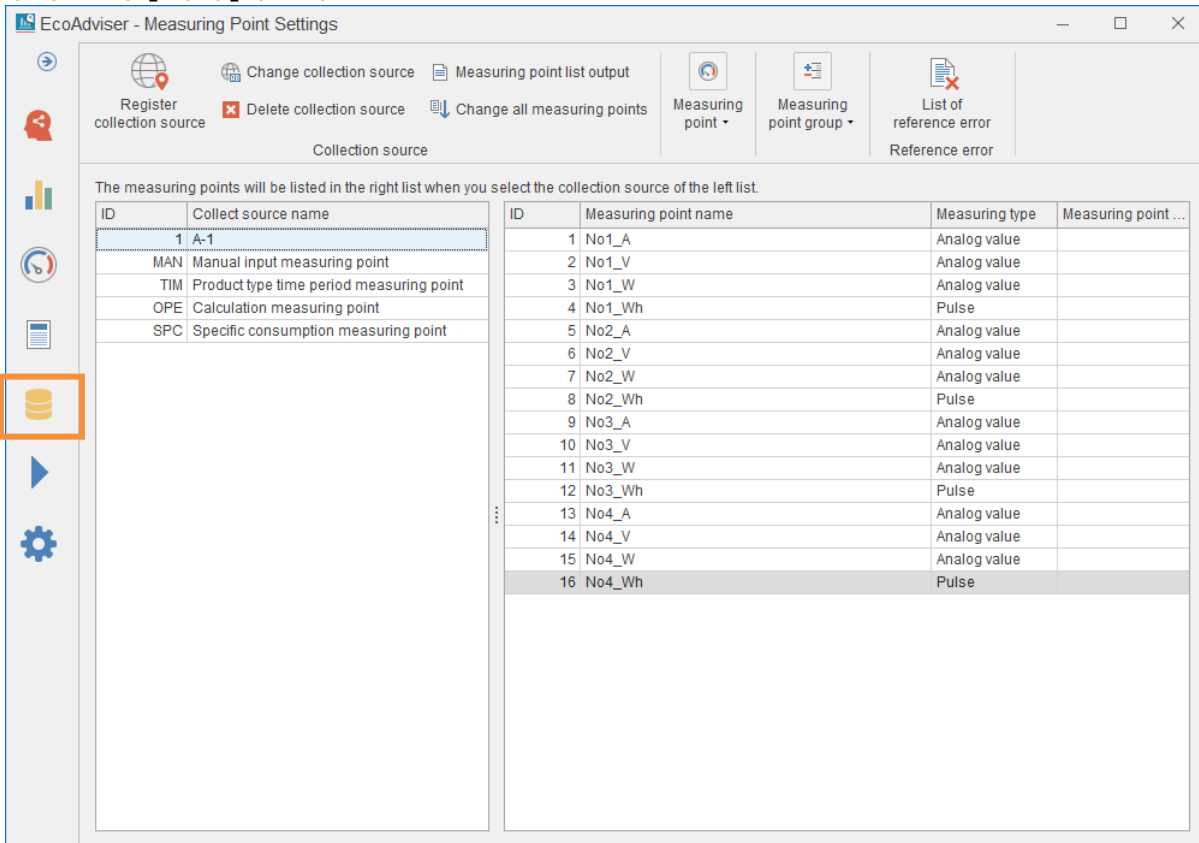 EcoAdviser - Measuring Point Settings
Register collection source
Change collection source
Delete collection source
Measuring point list output
Change all measuring points
Collection source
Measuring point
Measuring point group
List of reference error
Reference error
The measuring points will be listed in the right list when you select the collection source of the left list.
ID Collect source name
1 A-1
MAN Manual input measuring point
TIM Product type time period measuring point
OPE Calculation measuring point
SPC Specific consumption measuring point
ID Measuring point name Measuring type Measuring point ...
1 No1_A Analog value
2 No1_V Analog value
3 No1_W Analog value
4 No1_Wh Pulse
5 No2_A Analog value
6 No2_V Analog value
7 No2_W Analog value
8 No2_Wh Pulse
9 No3_A Analog value
10 No3_V Analog value
11 No3_W Analog value
12 No3_Wh Pulse
13 No4_A Analog value
14 No4_V Analog value
15 No4_W Analog value
16 No4_Wh Pulse